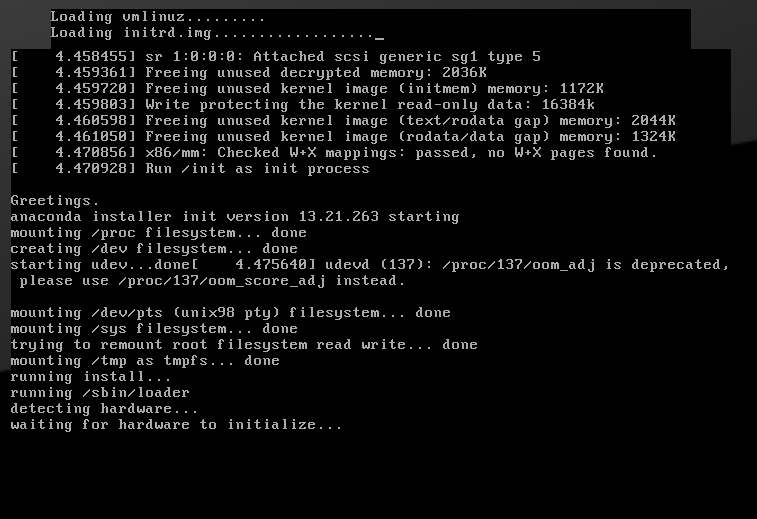 Loading vmlinuz.........
Loading initrd.img.................._
[    4.458455] sr 1:0:0:0: Attached scsi generic sg1 type 5
[    4.459361] Freeing unused decrypted memory: 2036K
[    4.459720] Freeing unused kernel image (initmem) memory: 1172K
[    4.459803] Write protecting the kernel read-only data: 16384k
[    4.460598] Freeing unused kernel image (text/rodata gap) memory: 2044K
[    4.461050] Freeing unused kernel image (rodata/data gap) memory: 1324K
[    4.470856] x86/mm: Checked W+X mappings: passed, no W+X pages found.
[    4.470928] Run /init as init process
Greetings.
anaconda installer init version 13.21.263 starting
mounting /proc filesystem... done
creating /dev filesystem... done
starting udev...done[    4.475640] udevd (137): /proc/137/oom_adj is deprecated,
 please use /proc/137/oom_score_adj instead.
mounting /dev/pts (unix98 pty) filesystem... done
mounting /sys filesystem... done
trying to remount root filesystem read write... done
mounting /tmp as tmpfs... done
running install...
running /sbin/loader
detecting hardware...
waiting for hardware to initialize...